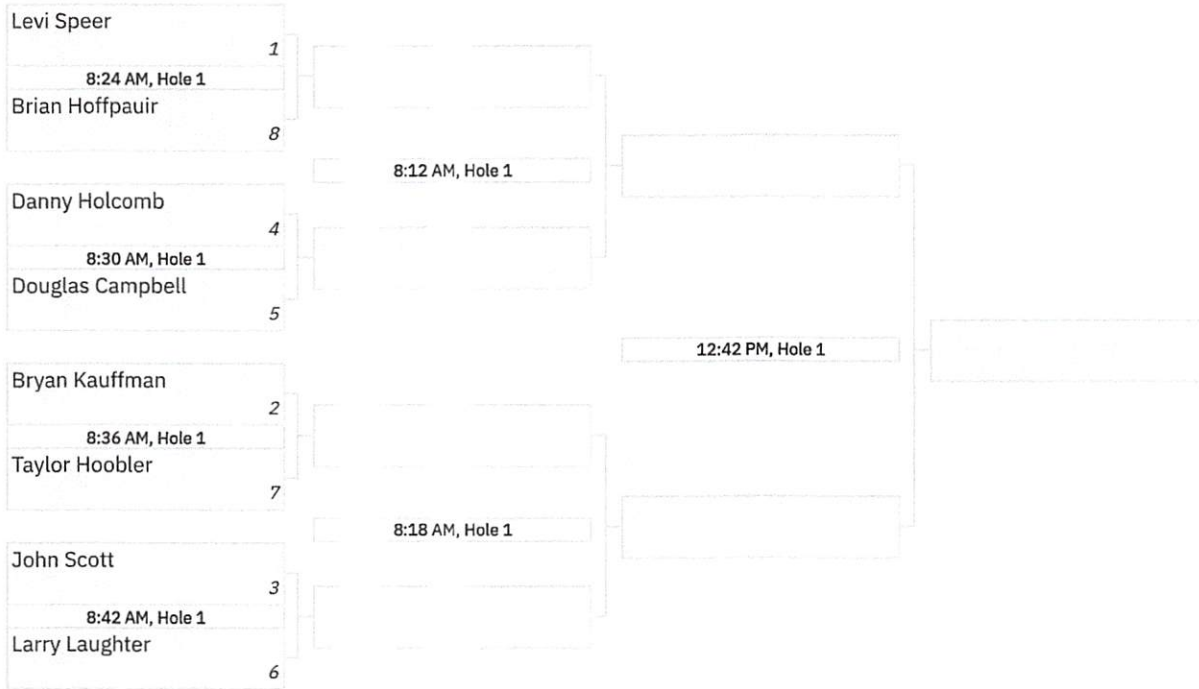 Levi Speer
1
8:24 AM, Hole 1
Brian Hoffpauir
8
8:12 AM, Hole 1
Danny Holcomb
4
8:30 AM, Hole 1
Douglas Campbell
5
12:42 PM, Hole 1
Bryan Kauffman
2
8:36 AM, Hole 1
Taylor Hoobler
7
8:18 AM, Hole 1
John Scott
3
8:42 AM, Hole 1
Larry Laughter
6